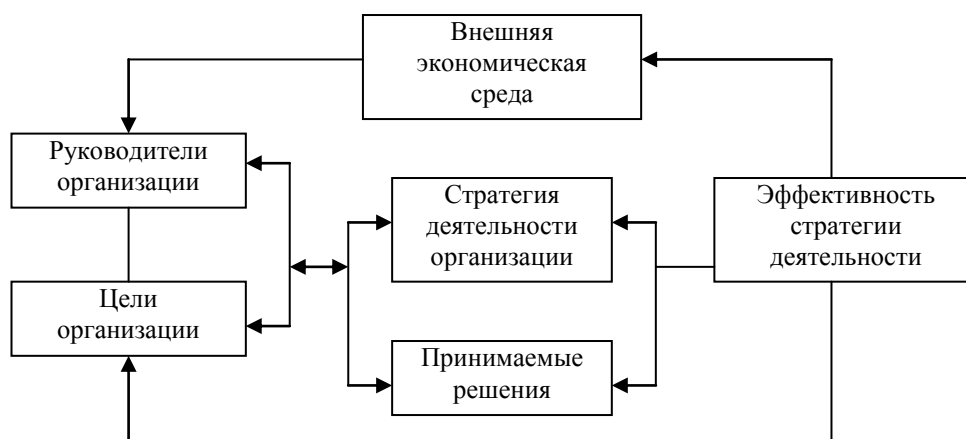 Внешняя
экономическая
среда
Руководители
организации
Стратегия
деятельности
организации
Эффективность
стратегии
деятельности
Цели
организации
Принимаемые
решения